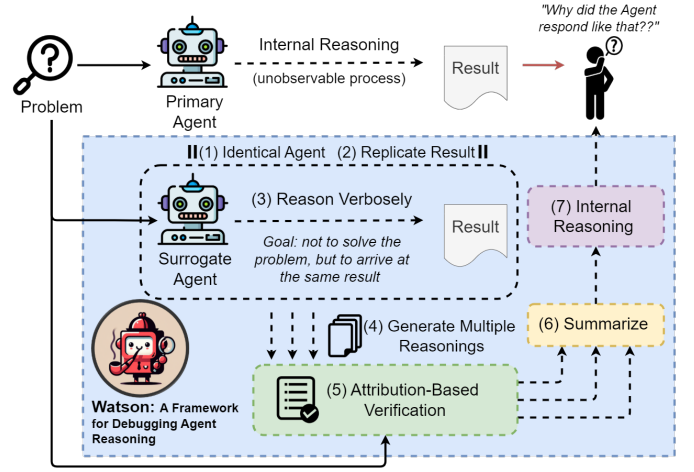 "Why did the Agent
respond like that??"
Internal Reasoning
(unobservable process)
Result
Problem
Primary
Agent
(1) Identical Agent (2) Replicate Result
(3) Reason Verbosely
Goal: not to solve the
problem, but to arrive at
the same result
Result
Surrogate
Agent
(7) Internal
Reasoning
(4) Generate Multiple
Reasonings
(6) Summarize
(5) Attribution-Based
Verification
Watson: A Framework
for Debugging Agent
Reasoning